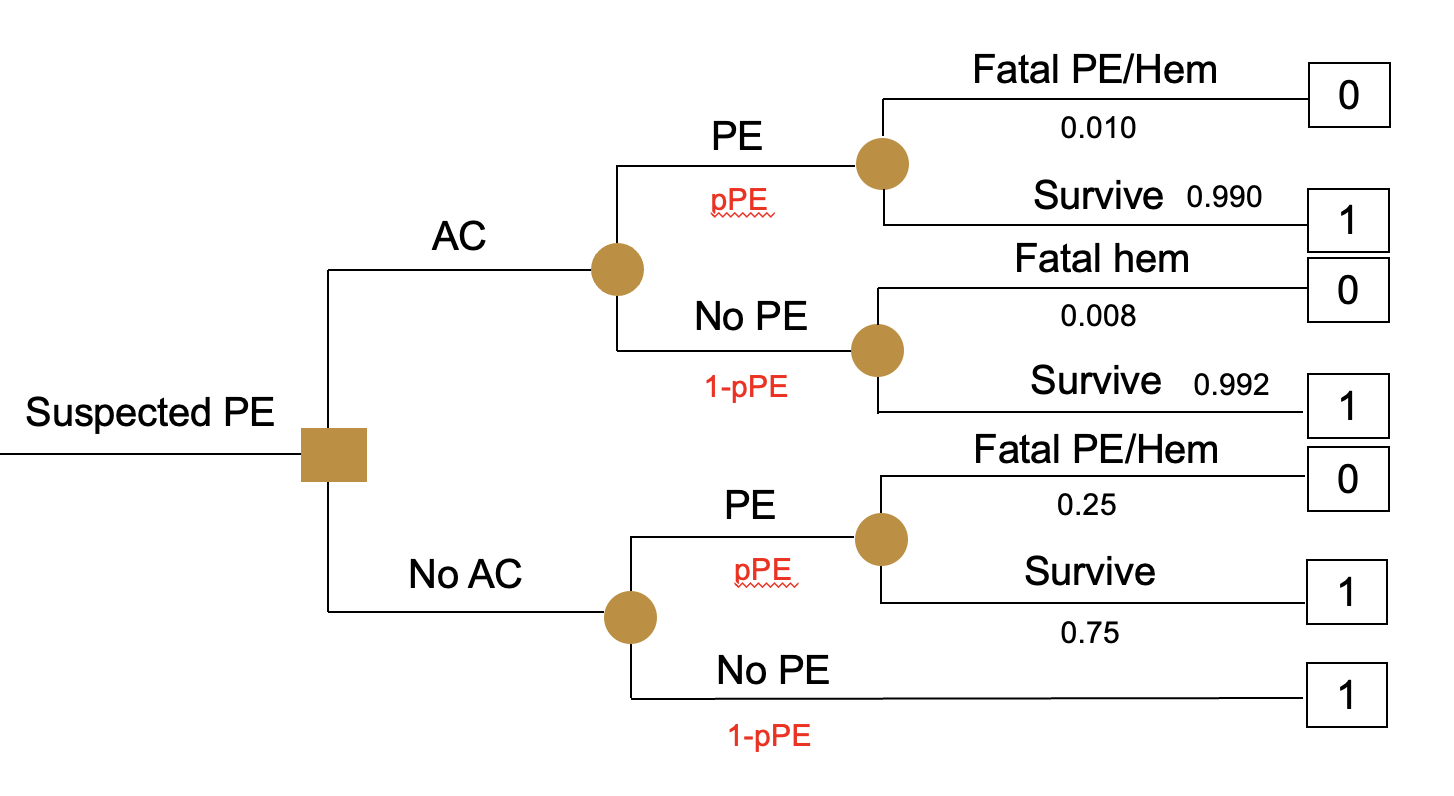 Fatal PE/Hem
0
0.010
PE
pPE
Survive 0.990
1
AC
Fatal hem
0
0.008
No PE
1-pPE
Survive 0.992
1
Suspected PE
Fatal PE/Hem
0
0.25
PE
pPE
No AC
Survive
1
0.75
No PE
1
1-pPE